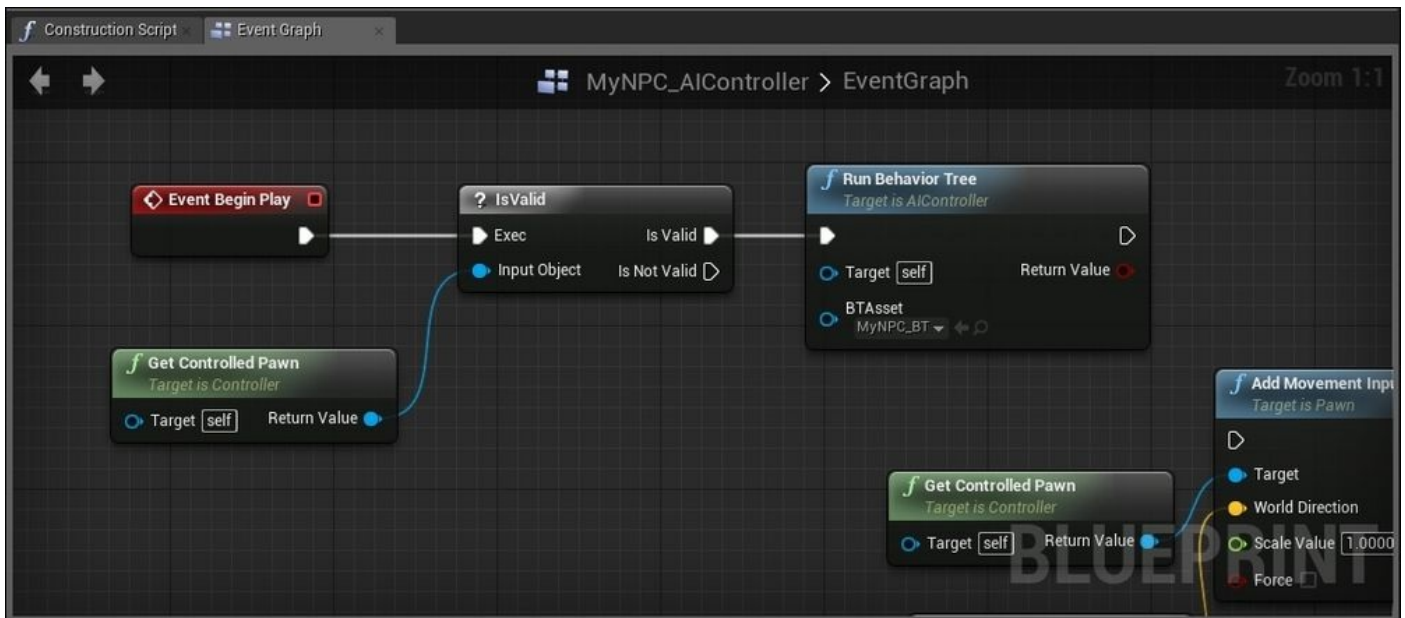 Construction Script
Event Graph
MyNPC_AIController > EventGraph
Zoom 1:1
Event Begin Play
? IsValid
Exec
Is Valid
Input Object
Is Not Valid
f Run Behavior Tree
Target is AIController
Target self
Return Value
BTAsset
MyNPC_BT
f Get Controlled Pawn
Target is Controller
Target self
Return Value
f Add Movement Inpu
Target is Pawn
Target
World Direction
Scale Value 1.0000
Force
f Get Controlled Pawn
Target is Controller
Target self
Return Value
BLUEPRINT